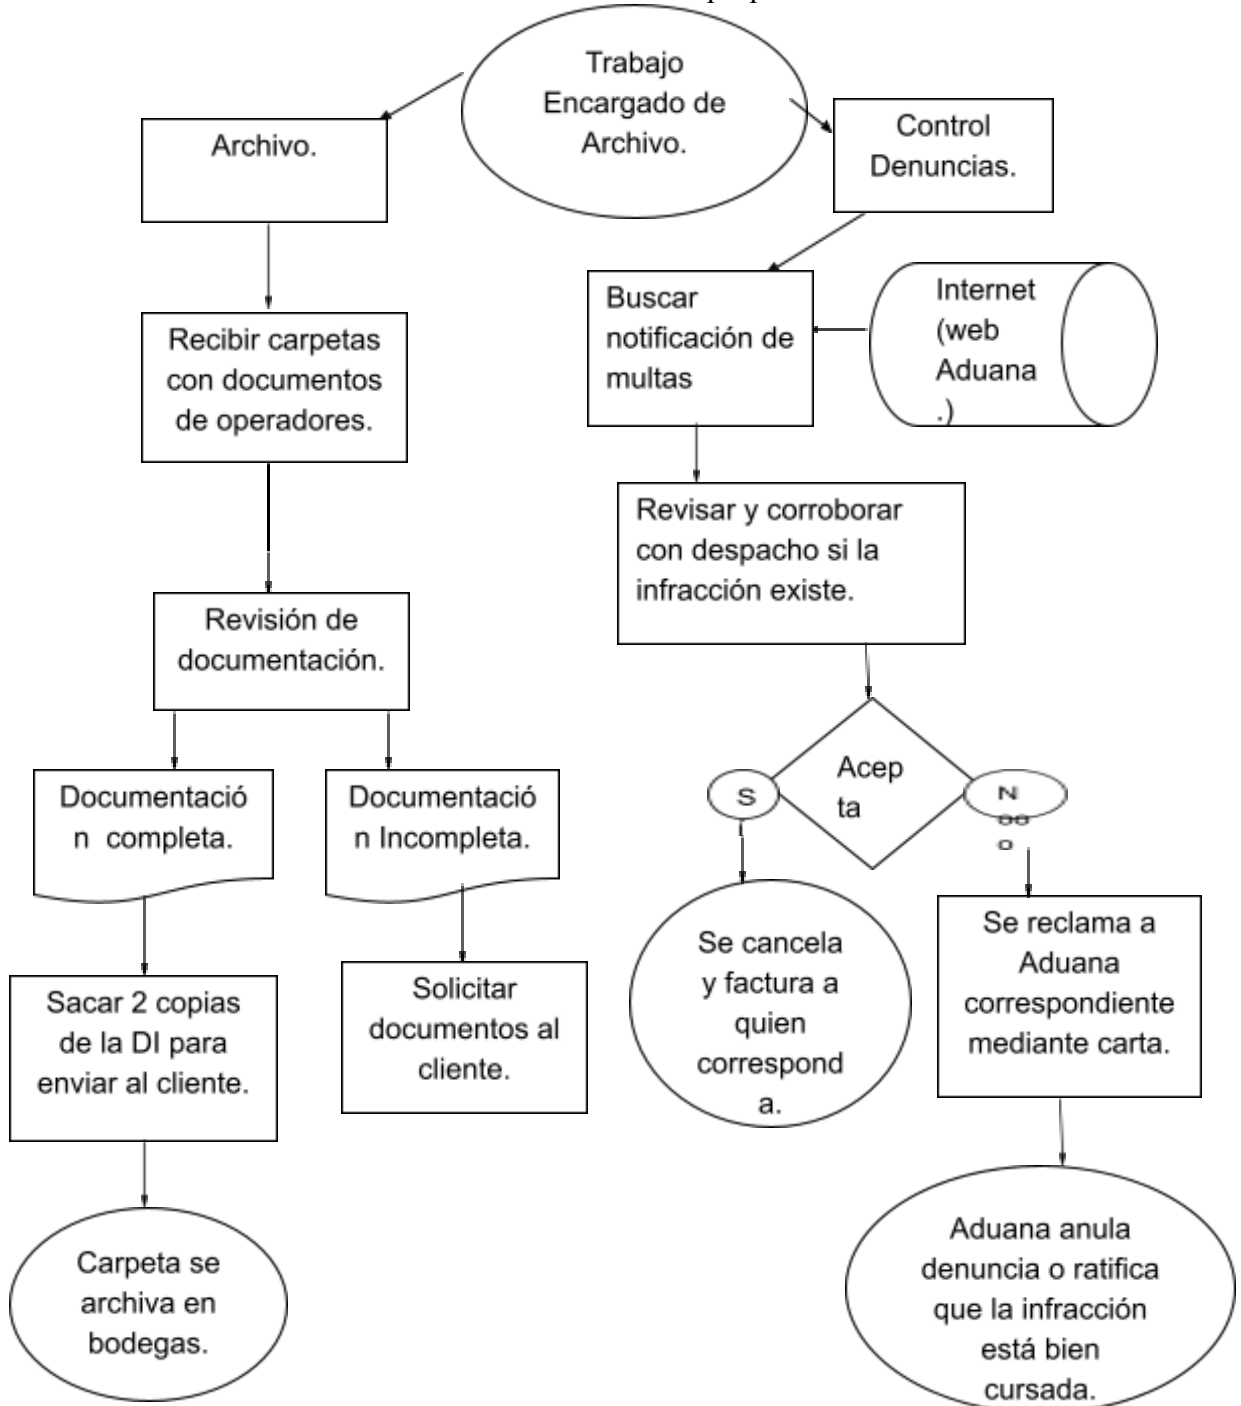 Trabajo
Encargado de
Archivo.
Archivo.
Control
Denuncias.
Recibir carpetas
con documentos
de operadores.
Buscar
notificación de
multas
Internet
(web
Aduana
.)
Revisar y corroborar
con despacho si la
infracción existe.
Revisión de
documentación.
Documentació
n completa.
Documentació
n Incompleta.
Acep
ta
S
i
N
o
Sacar 2 copias
de la DI para
enviar al cliente.
Solicitar
documentos al
cliente.
Se cancela
y factura a
quien
correspond
a.
Se reclama a
Aduana
correspondiente
mediante carta.
Carpeta se
archiva en
bodegas.
Aduana anula
denuncia o ratifica
que la infracción
está bien
cursada.